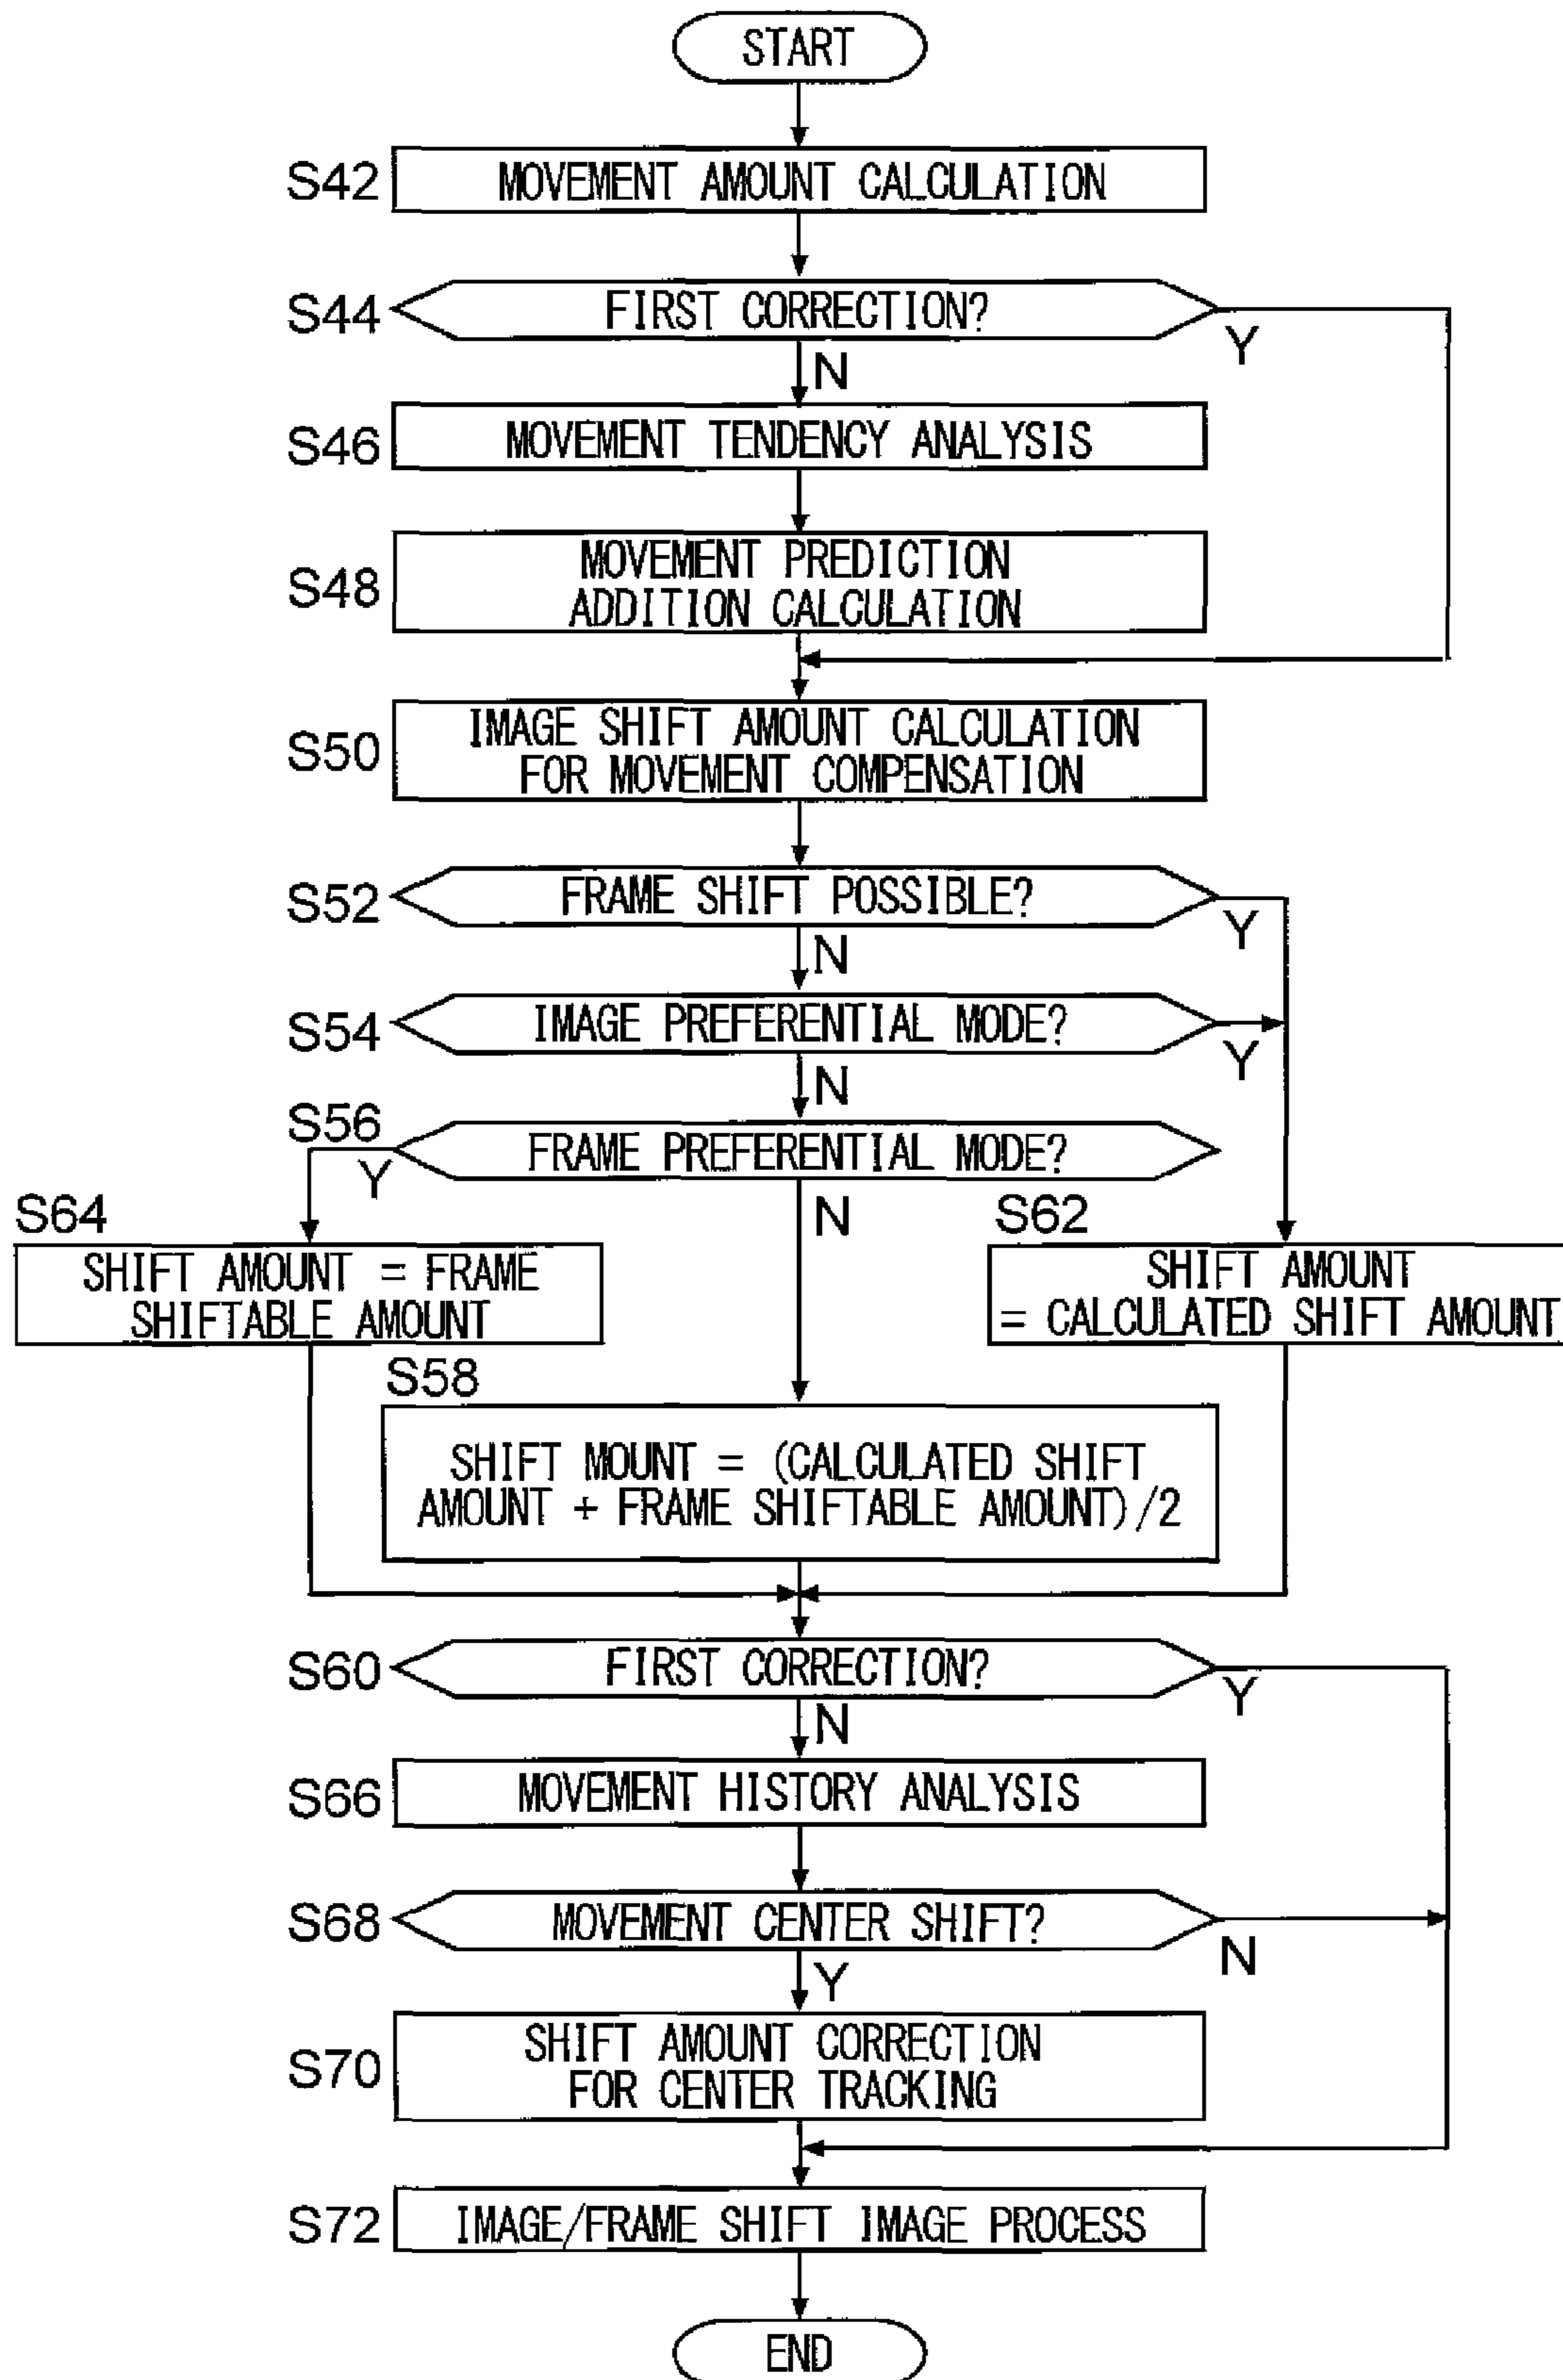 START
S42
MOVEMENT AMOUNT CALCULATION
S44
FIRST CORRECTION?
Y
N
S46
MOVEMENT TENDENCY ANALYSIS
S48
MOVEMENT PREDICTION
ADDITION CALCULATION
S50
IMAGE SHIFT AMOUNT CALCULATION
FOR MOVEMENT COMPENSATION
S52
FRAME SHIFT POSSIBLE?
Y
N
S54
IMAGE PREFERENTIAL MODE?
Y
N
S56
FRAME PREFERENTIAL MODE?
Y
N
S64
SHIFT AMOUNT = FRAME
SHIFTABLE AMOUNT
S62
SHIFT AMOUNT
= CALCULATED SHIFT AMOUNT
S58
SHIFT MOUNT = (CALCULATED SHIFT
AMOUNT + FRAME SHIFTABLE AMOUNT)/2
S60
FIRST CORRECTION?
Y
N
S66
MOVEMENT HISTORY ANALYSIS
S68
MOVEMENT CENTER SHIFT?
N
Y
S70
SHIFT AMOUNT CORRECTION
FOR CENTER TRACKING
S72
IMAGE/FRAME SHIFT IMAGE PROCESS
END